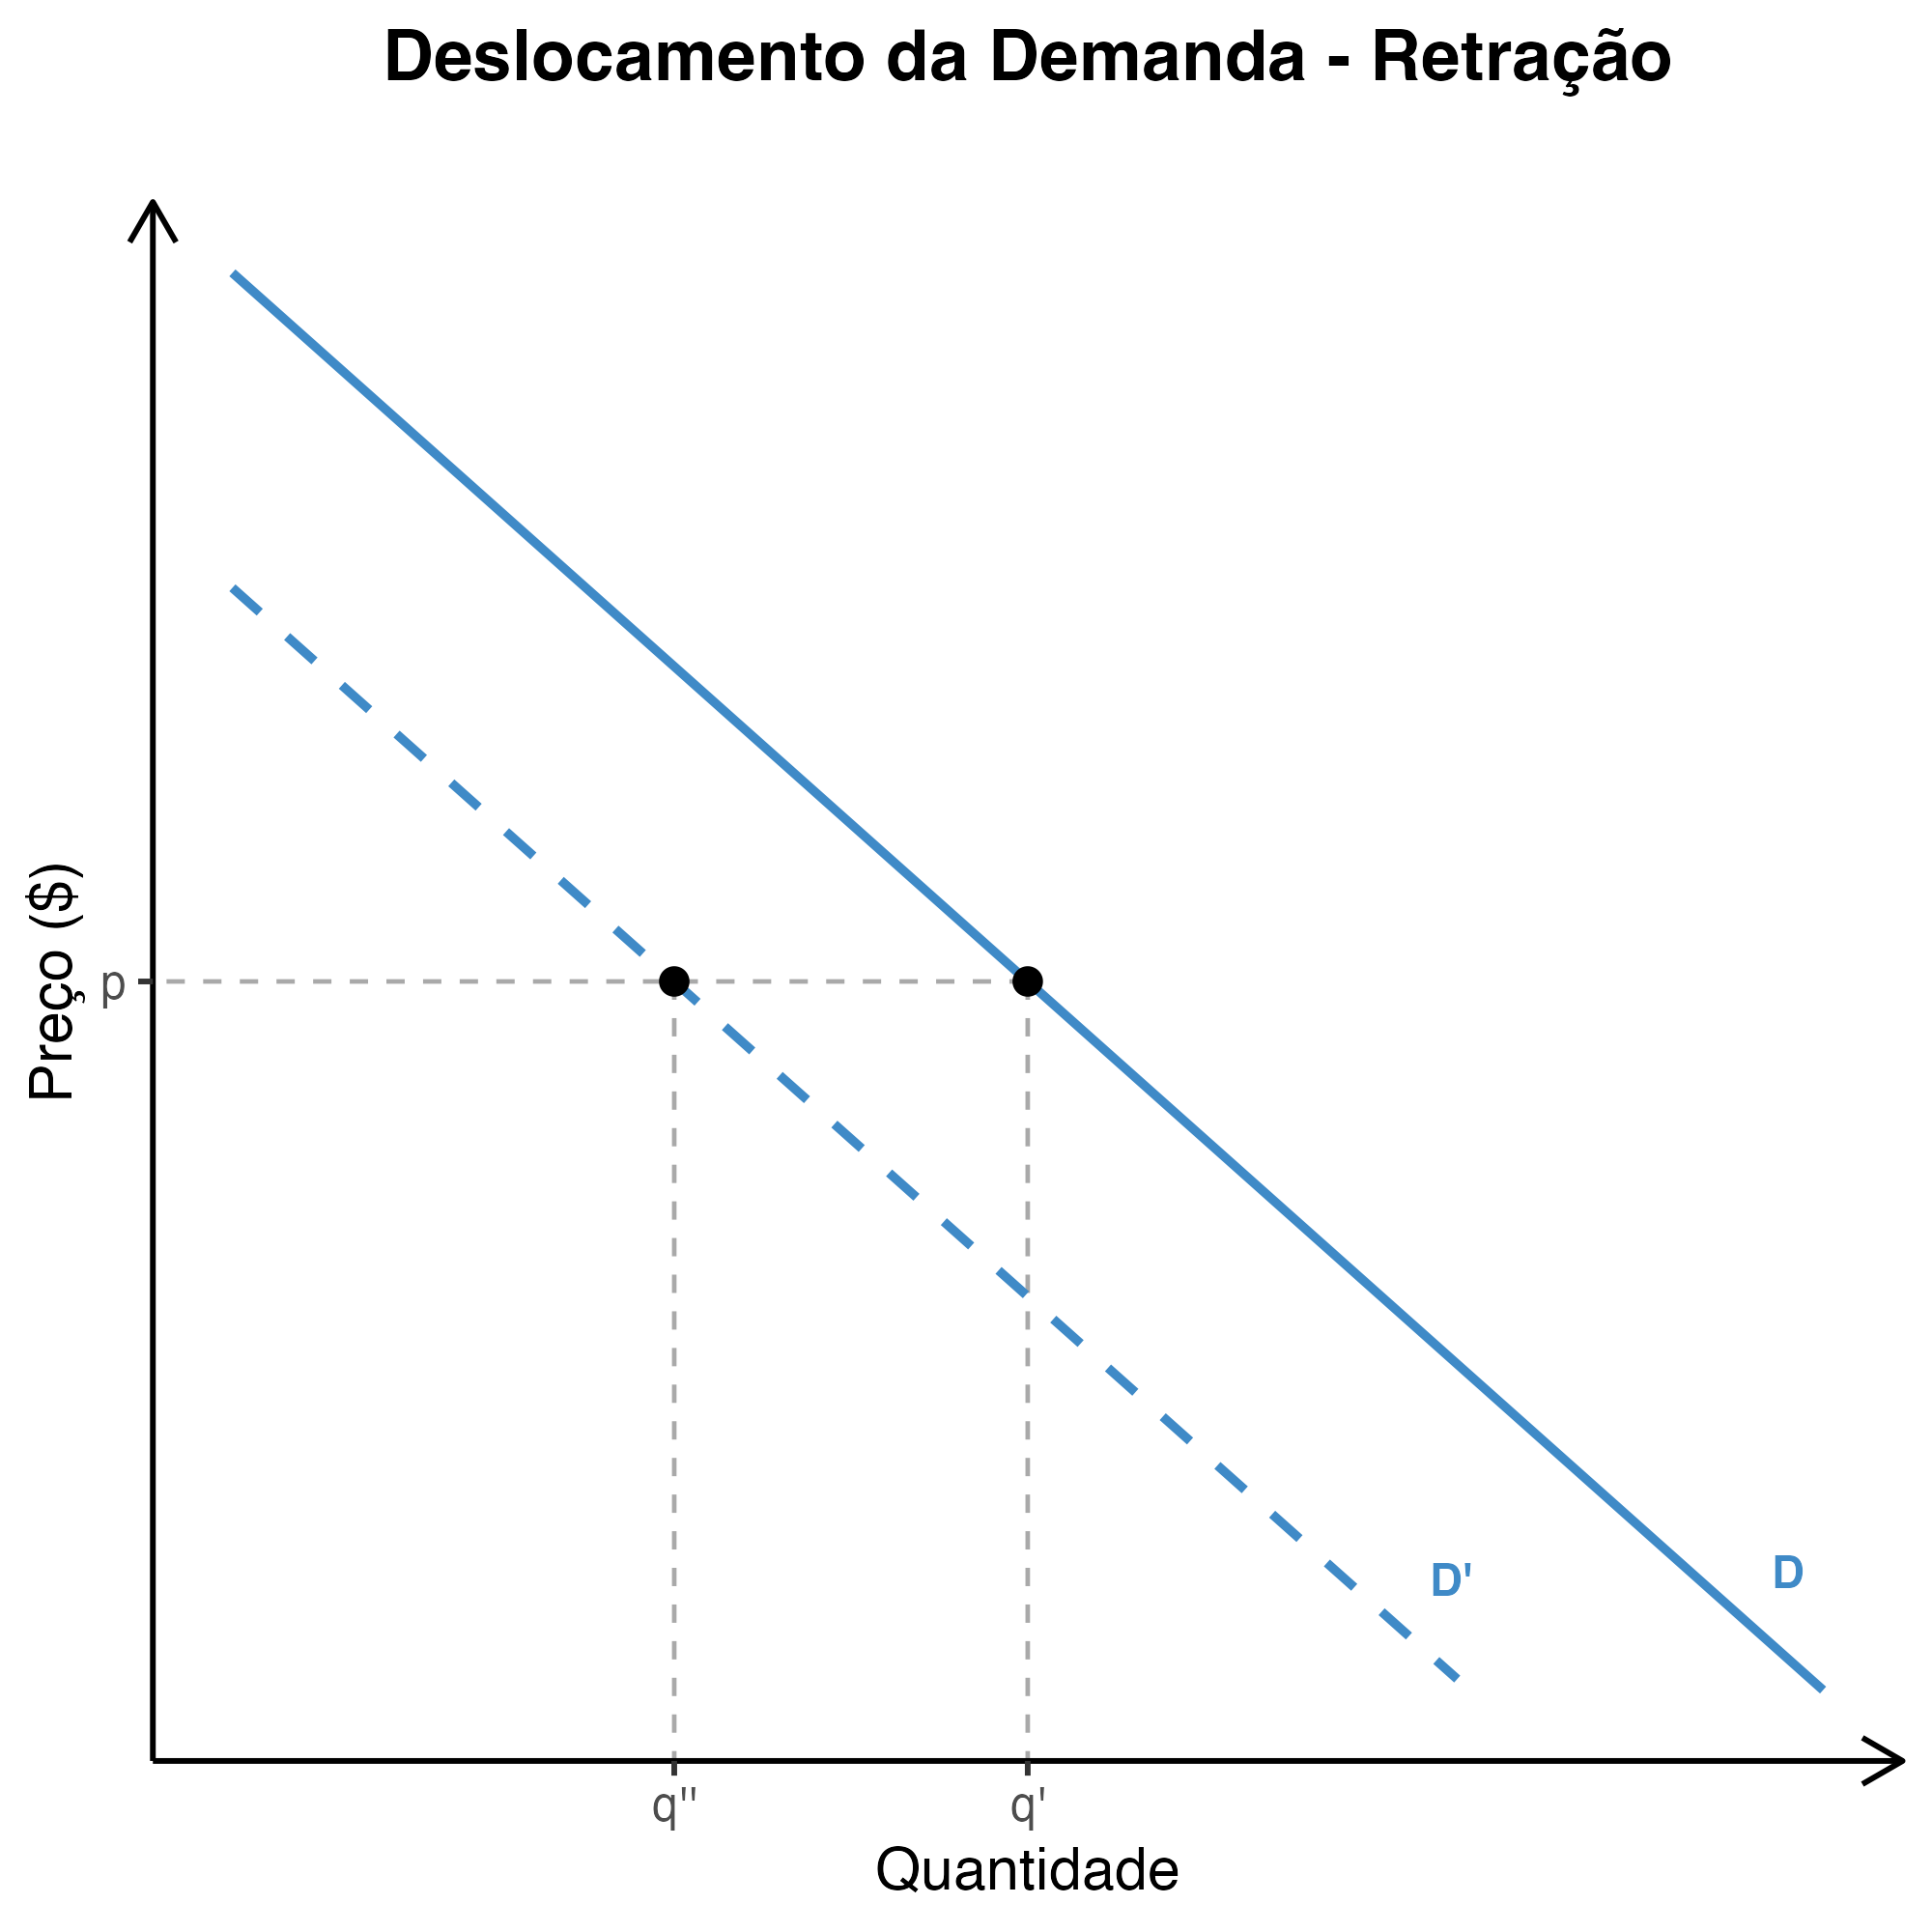 Deslocamento da Demanda - Retração
Preço ($)
p
D'
D
q''
q'
Quantidade